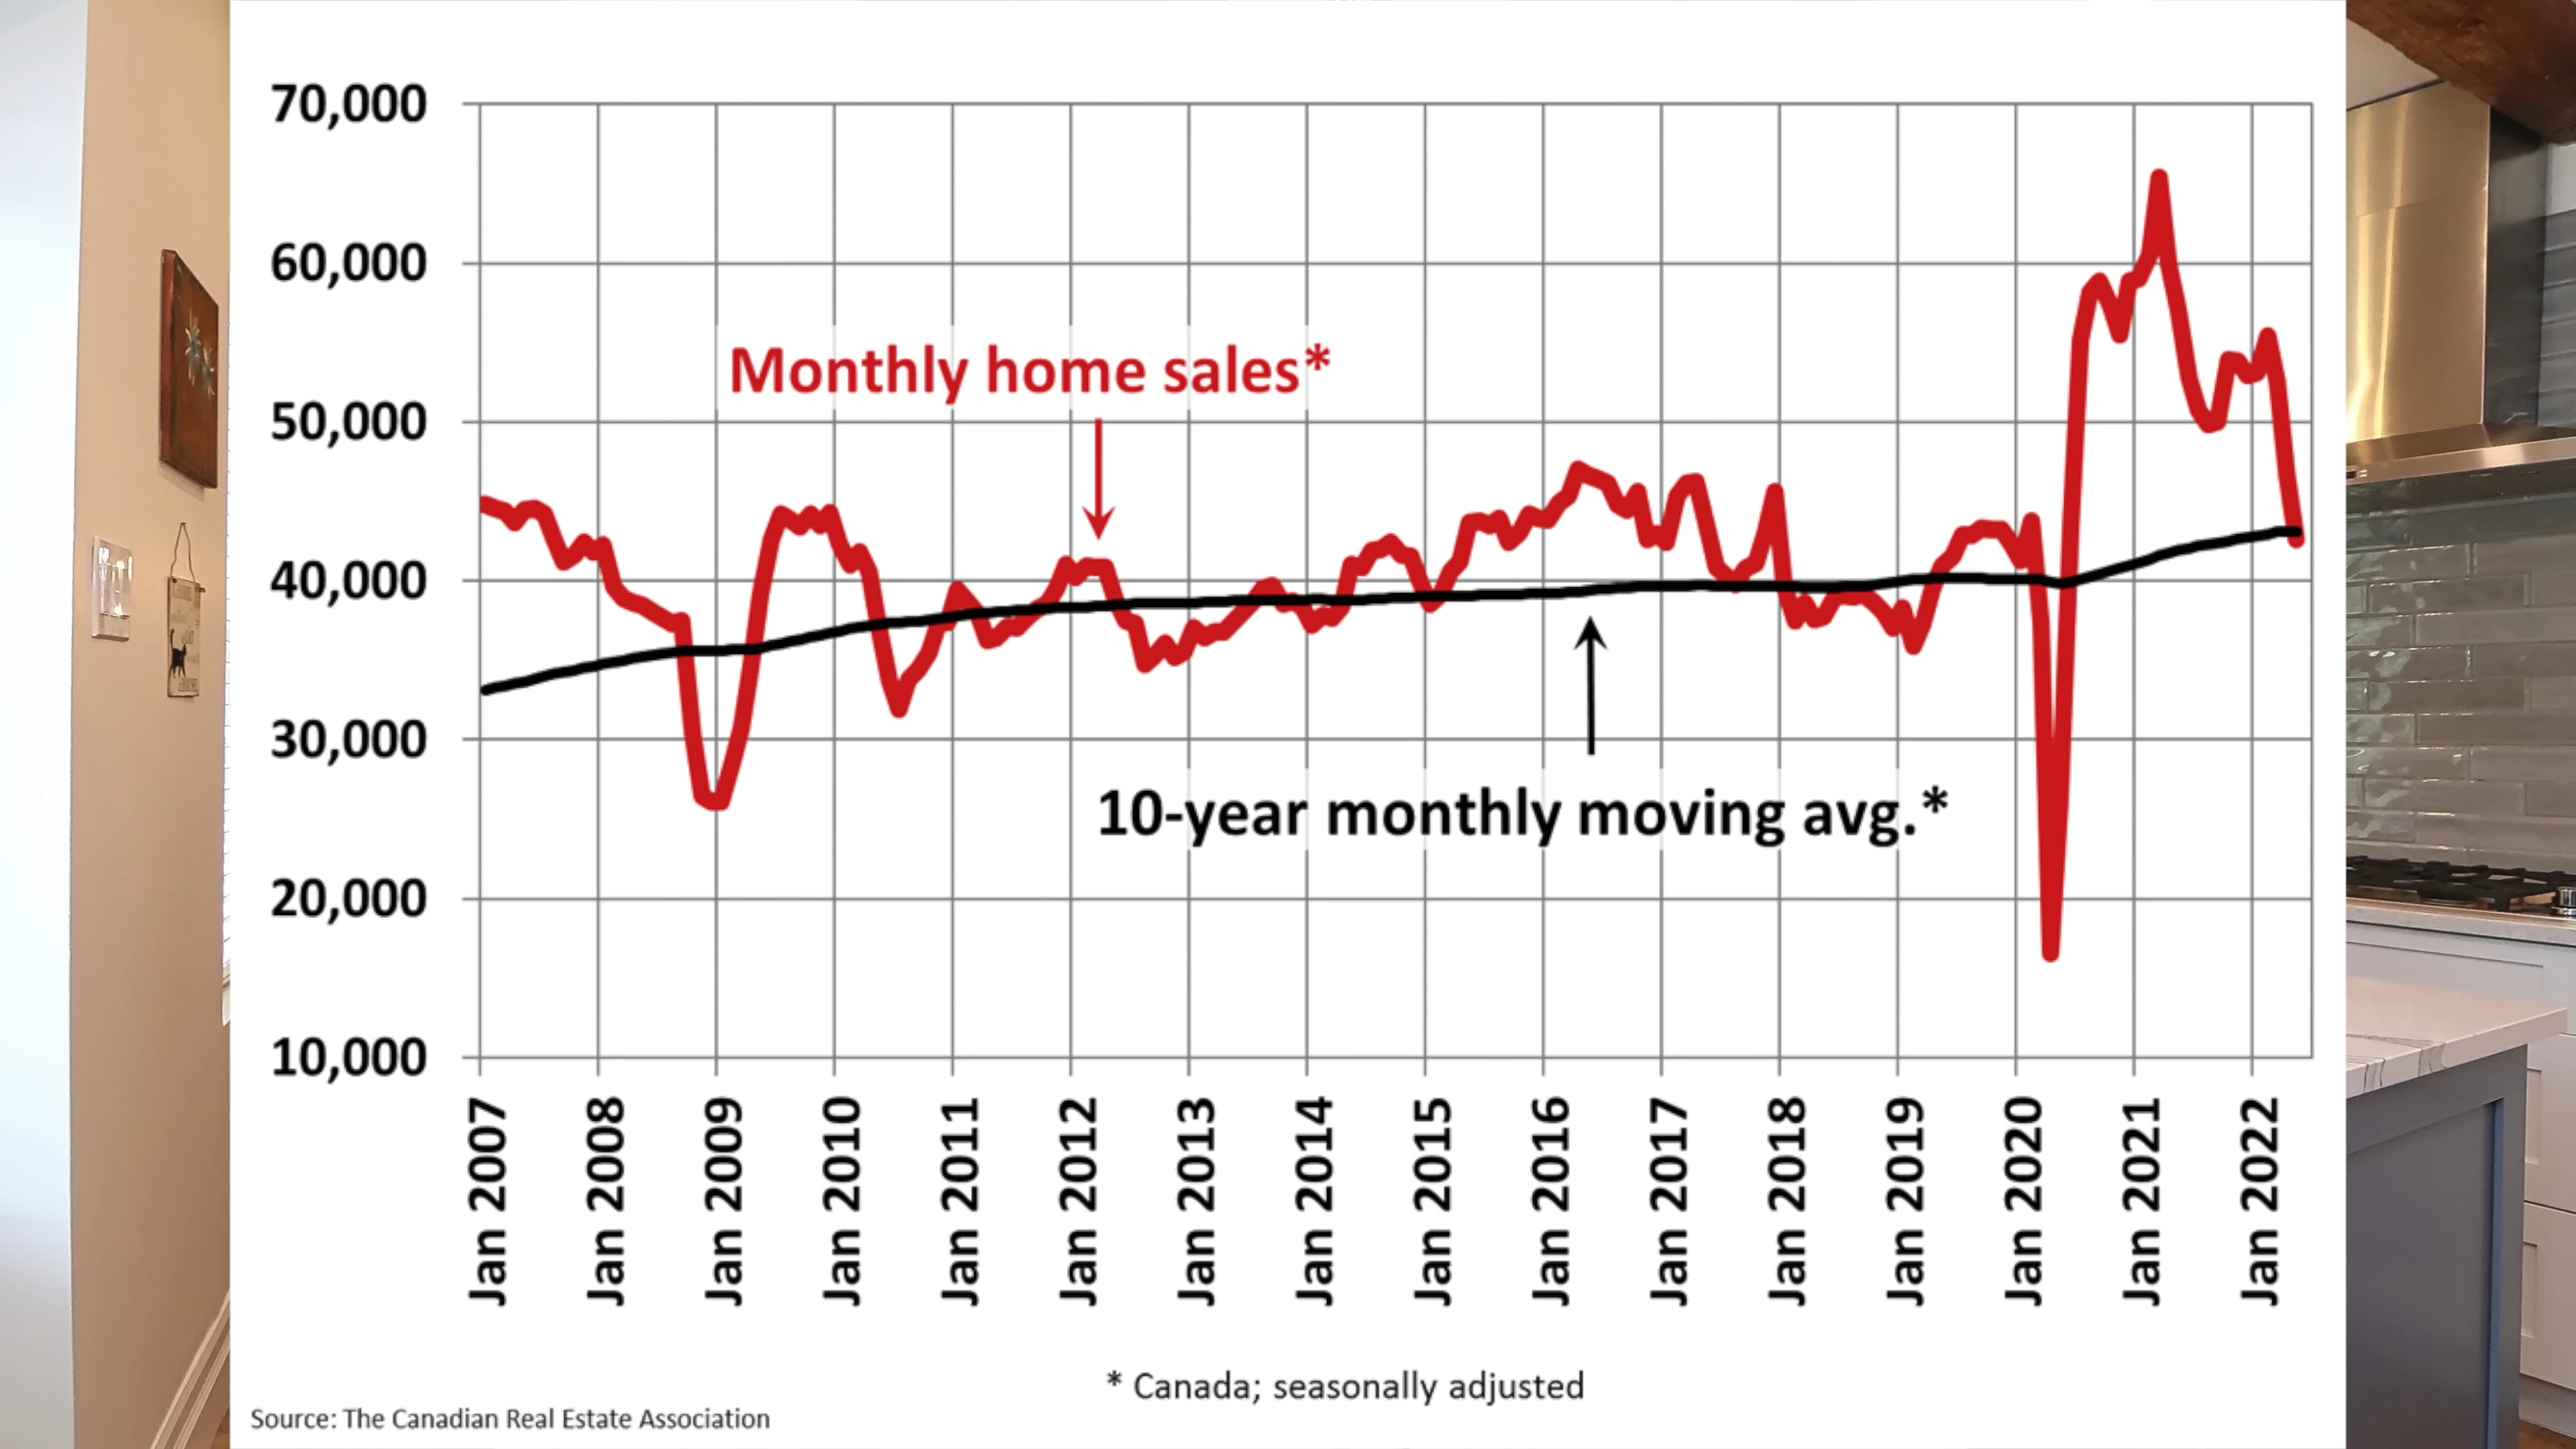 70,000
60,000
50,000
40,000
30,000
20,000
10,000
Monthly home sales*
10-year monthly moving avg.*
Jan 2007
Jan 2008
Jan 2009
Jan 2010
Jan 2011
Jan 2012
Jan 2013
Jan 2014
Jan 2015
Jan 2016
Jan 2017
Jan 2018
Jan 2019
Jan 2020
Jan 2021
Jan 2022
* Canada; seasonally adjusted
Source: The Canadian Real Estate Association